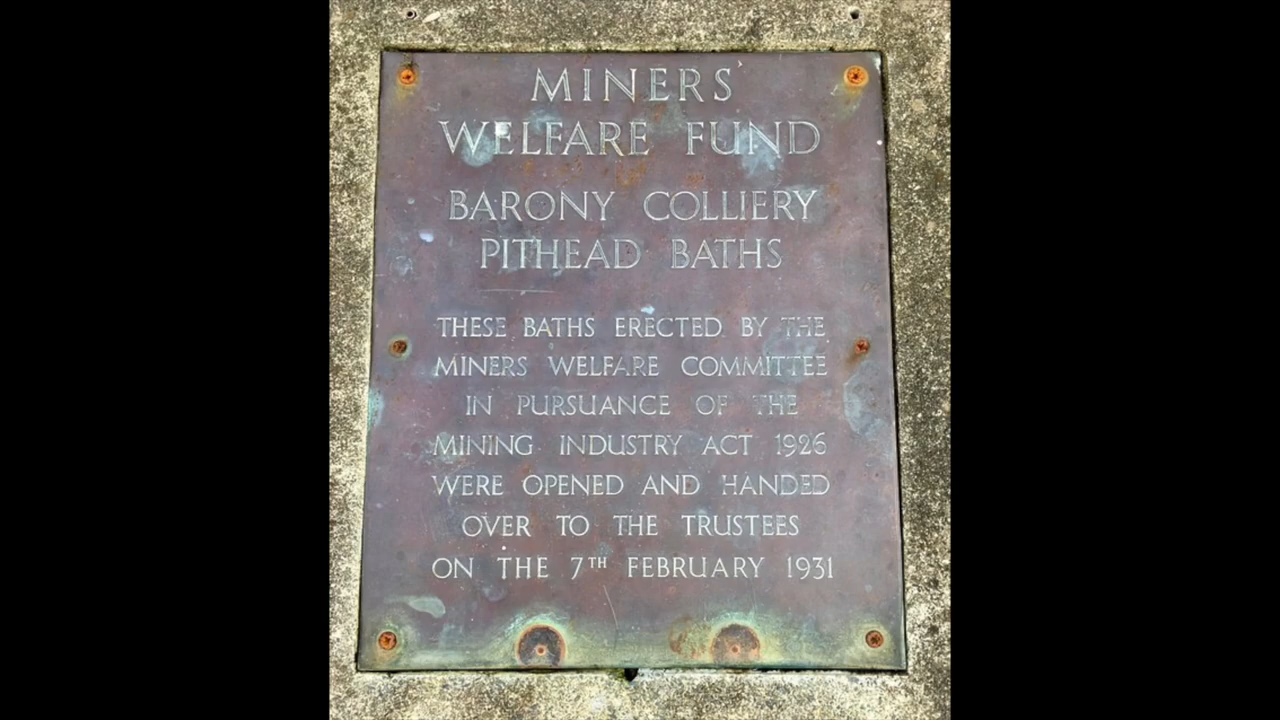 MINERS
WELFARE FUND
BARONY COLLIERY
PITHEAD BATHS
THESE BATHS ERECTED BY THE
MINERS WELFARE COMMITTEE
IN PURSUANCE OF THE
MINING INDUSTRY ACT 1926
WERE OPENED AND HANDED
OVER TO THE TRUSTEES
ON THE 7TH FEBRUARY 1931